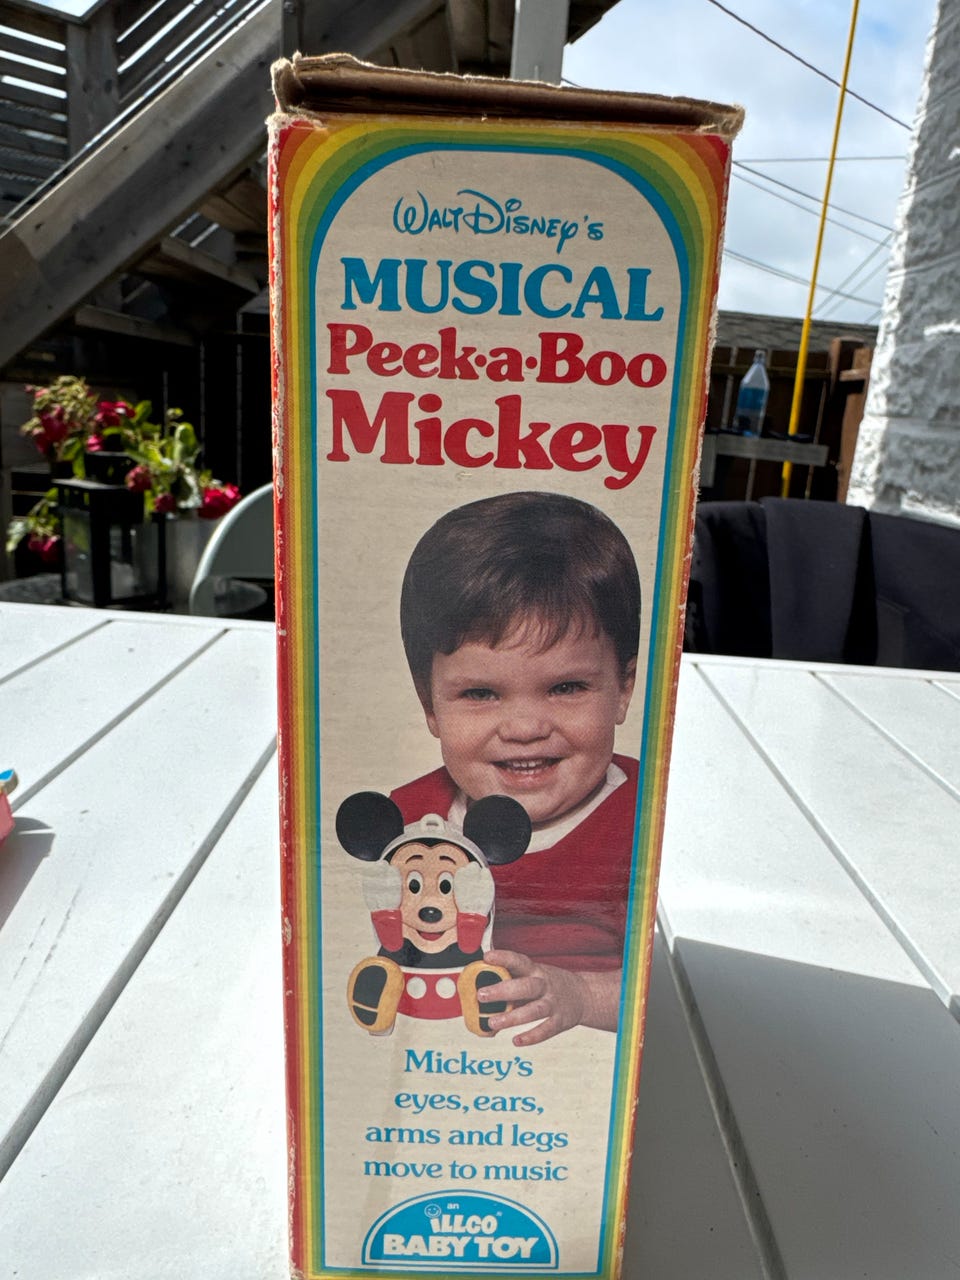 WALT DISNEY's
MUSICAL
Peek·a·Boo
Mickey
Mickey's
eyes, ears,
arms and legs
move to music
an
illco®
BABY TOY